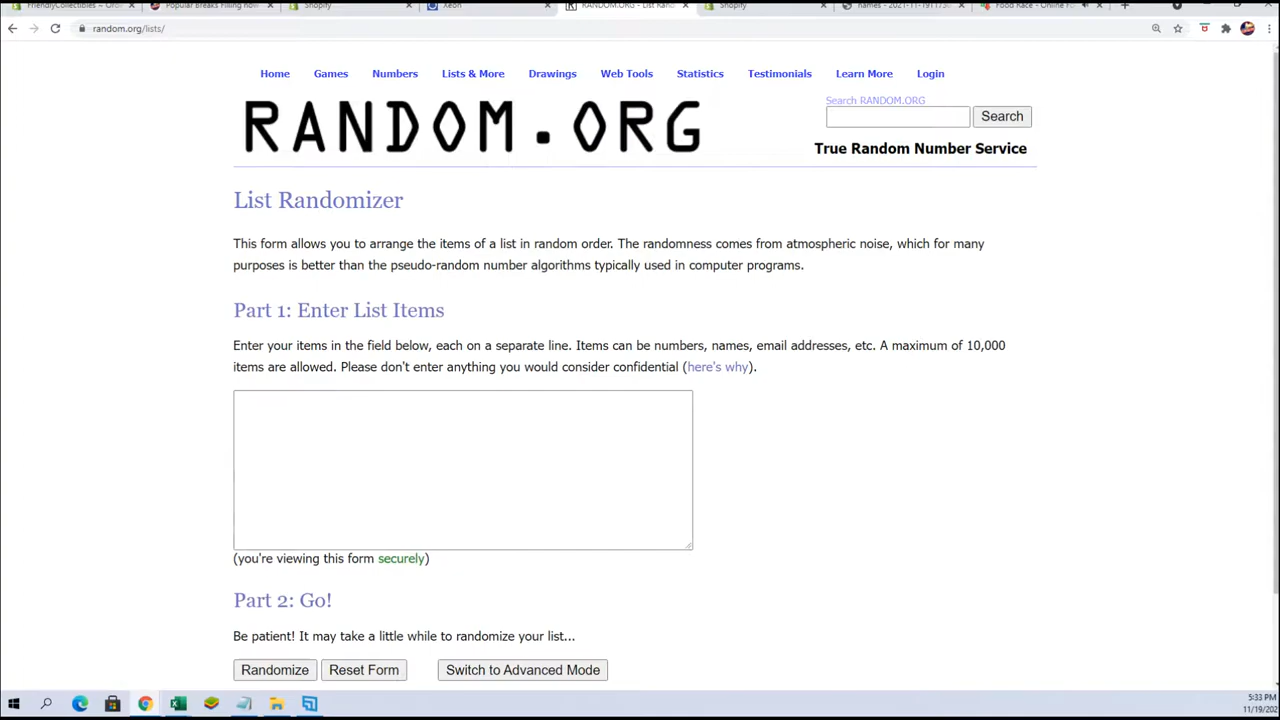 FriendlyCollectibles – Or
Popular Breaks Filling now
Shopify
Xeon
RANDOM.ORG - List Ran
Shopify
names - 2021-11-19T1730
Food Race - Online
random.org/lists/
Home Games Numbers Lists & More Drawings Web Tools Statistics Testimonials Learn More Login
RANDOM.ORG
Search RANDOM.ORG
Search
True Random Number Service
List Randomizer
This form allows you to arrange the items of a list in random order. The randomness comes from atmospheric noise, which for many
purposes is better than the pseudo-random number algorithms typically used in computer programs.
Part 1: Enter List Items
Enter your items in the field below, each on a separate line. Items can be numbers, names, email addresses, etc. A maximum of 10,000
items are allowed. Please don't enter anything you would consider confidential (here's why).
(you're viewing this form securely)
Part 2: Go!
Be patient! It may take a little while to randomize your list...
Randomize Reset Form Switch to Advanced Mode
5:33 PM
11/19/202